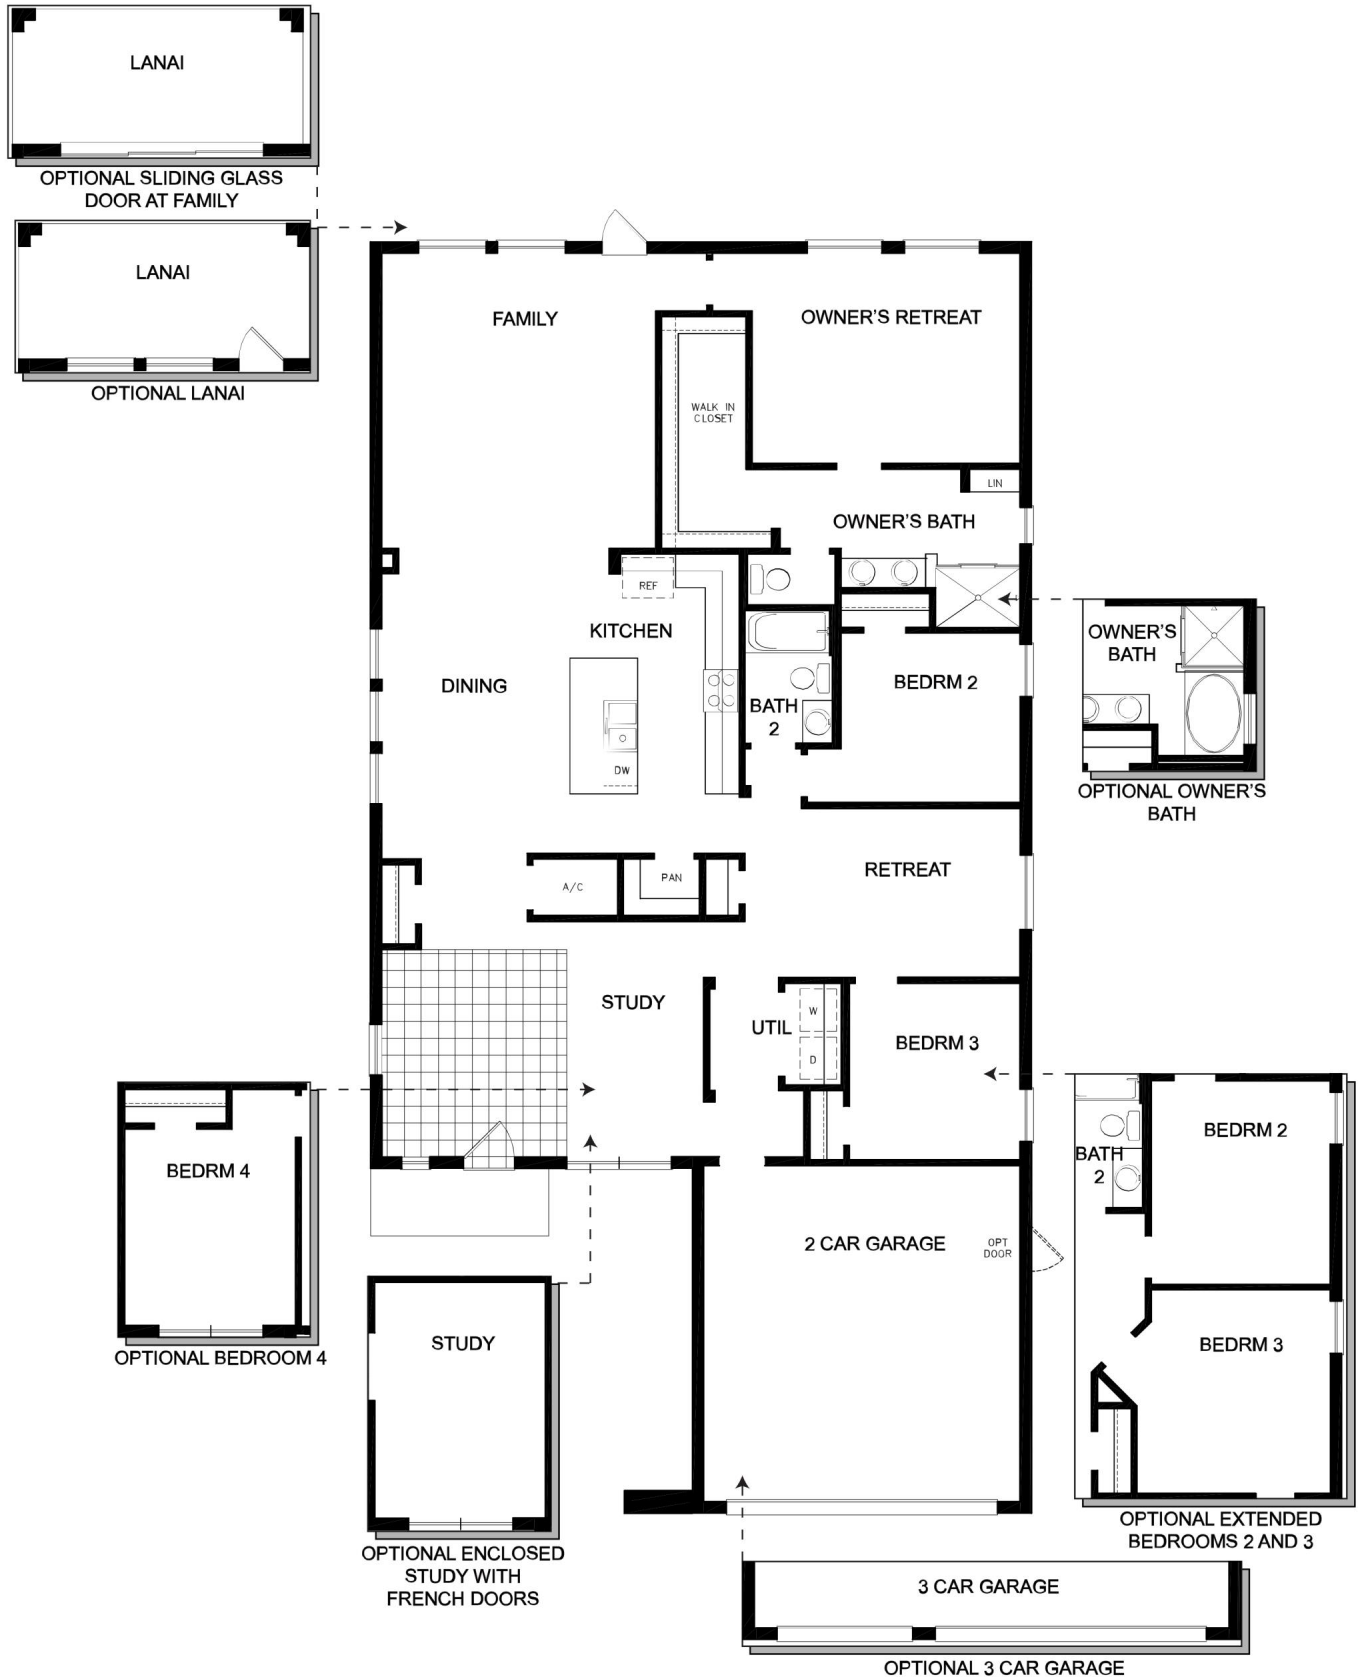 LANAI
OPTIONAL SLIDING GLASS
DOOR AT FAMILY
LANAI
OPTIONAL LANAI
FAMILY
OWNER'S RETREAT
WALK IN
CLOSET
LIN
OWNER'S BATH
REF
KITCHEN
DINING
BEDRM 2
BATH
2
DW
OWNER'S
BATH
OPTIONAL OWNER'S
BATH
A/C
PAN
RETREAT
STUDY
UTIL
W
D
BEDRM 3
BEDRM 4
OPTIONAL BEDROOM 4
2 CAR GARAGE
OPT
DOOR
BEDRM 2
BATH
2
BEDRM 3
OPTIONAL EXTENDED
BEDROOMS 2 AND 3
STUDY
OPTIONAL ENCLOSED
STUDY WITH
FRENCH DOORS
3 CAR GARAGE
OPTIONAL 3 CAR GARAGE